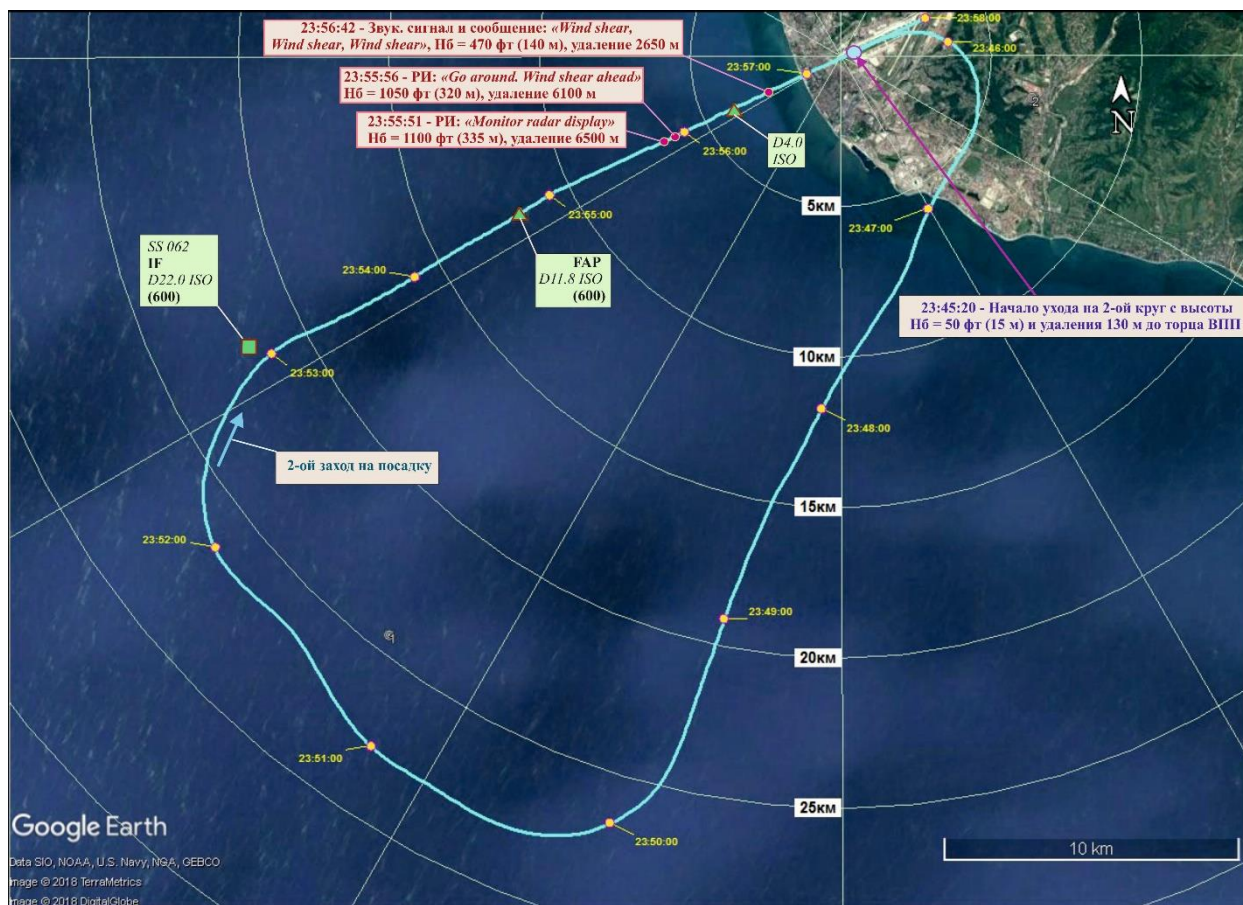 23:56:42 - Звук. сигнал и сообщение: «Wind shear,
Wind shear, Wind shear», Нб = 470 фт (140 м), удаление 2650 м
23:58:00
23:46:00
23:57:00
23:55:56 - РИ: «Go around. Wind shear ahead»
Нб = 1050 фт (320 м), удаление 6100 м
2
N
23:55:51 - РИ: «Monitor radar display»
Нб = 1100 фт (335 м), удаление 6500 м
23:56:00
D4.0
ISO
5км
23:55:00
23:47:00
SS 062
IF
D22.0 ISO
(600)
23:54:00
FAP
D11.8 ISO
(600)
23:45:20 - Начало ухода на 2-ой круг с высоты
Нб = 50 фт (15 м) и удаления 130 м до торца ВПП
10км
23:53:00
23:48:00
2-ой заход на посадку
15км
23:52:00
23:49:00
1
20км
23:51:00
25км
23:50:00
Google Earth
10 km
Data SIO, NOAA, U.S. Navy, NGA, GEBCO
Image © 2018 TerraMetrics
Image © 2018 DigitalGlobe